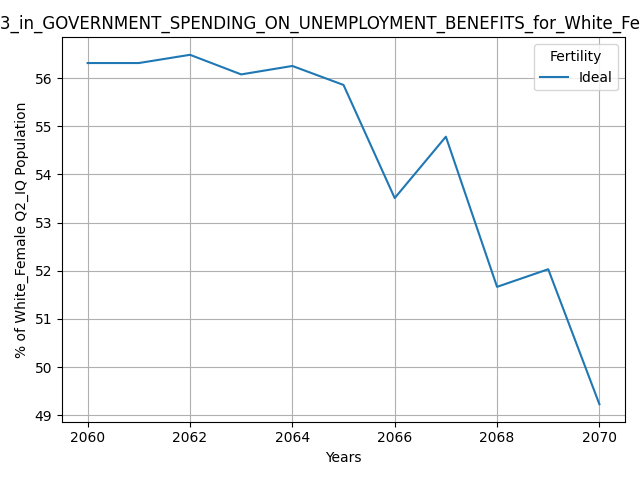 3_in_GOVERNMENT_SPENDING_ON_UNEMPLOYMENT_BENEFITS_for_White_Fe
Fertility
Ideal
% of White_Female Q2_IQ Population
56
55
54
53
52
51
50
49
2060 2062 2064 2066 2068 2070
Years